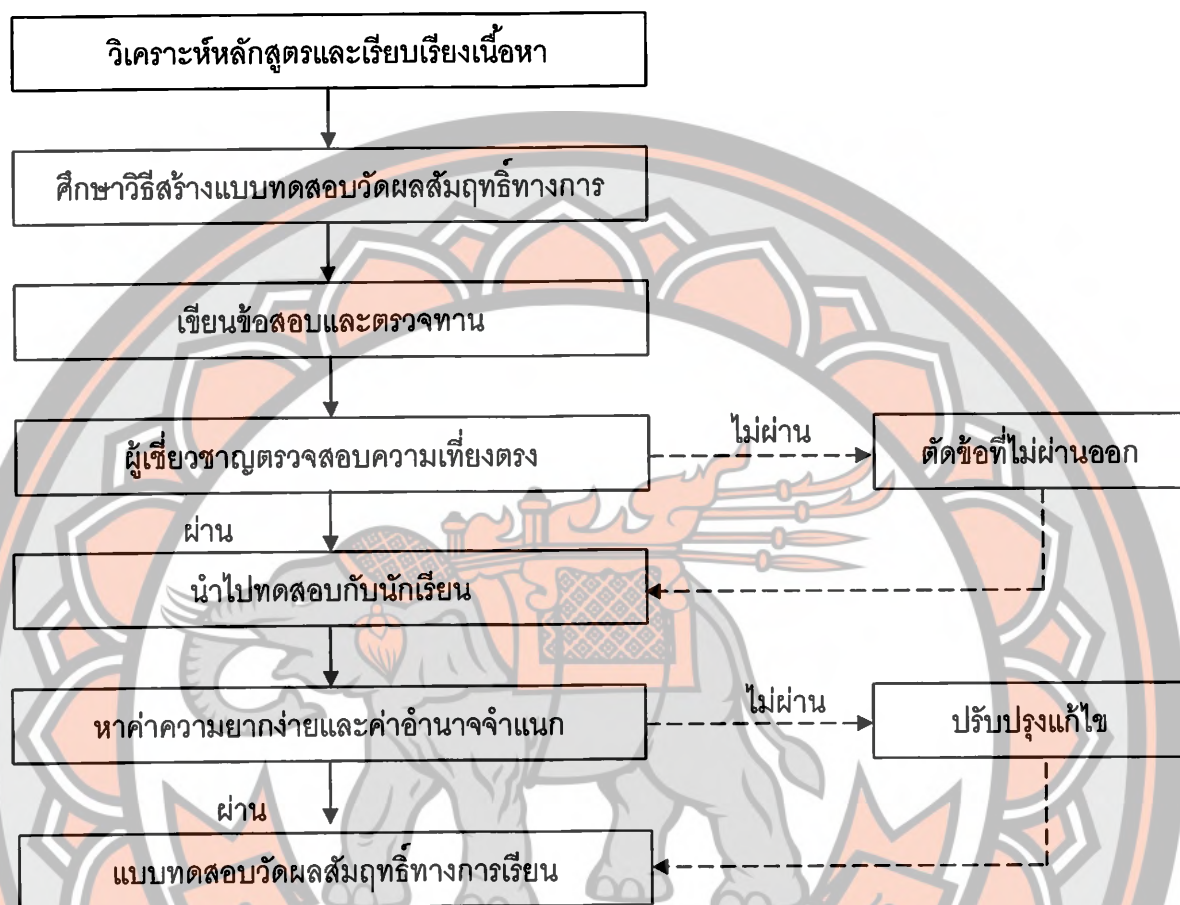 วิเคราะห์หลักสูตรและเรียบเรียงเนื้อหา
ศึกษาวิธีสร้างแบบทดสอบวัดผลสัมฤทธิ์ทางการ
เขียนข้อสอบและตรวจทาน
ผู้เชี่ยวชาญตรวจสอบความเที่ยงตรง
ไม่ผ่าน
ตัดข้อที่ไม่ผ่านออก
ผ่าน
นำไปทดสอบกับนักเรียน
หาค่าความยากง่ายและค่าอำนาจจำแนก
ไม่ผ่าน
ปรับปรุงแก้ไข
ผ่าน
แบบทดสอบวัดผลสัมฤทธิ์ทางการเรียน